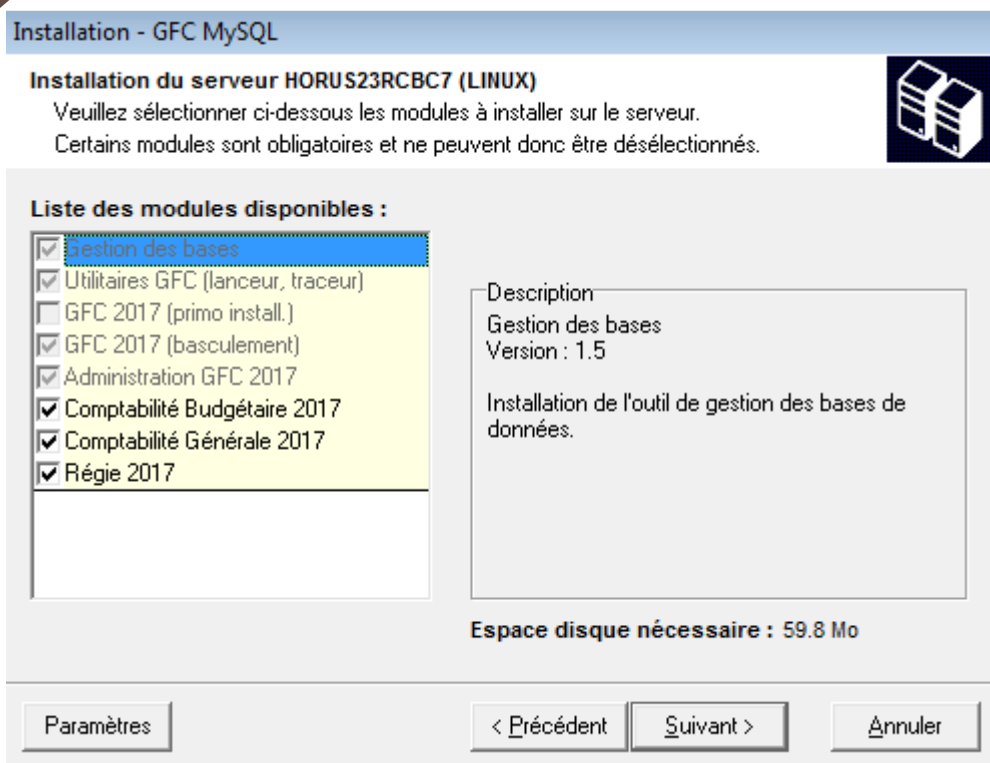 Installation - GFC MySQL
Installation du serveur HORUS23RCBC7 (LINUX)
Veuillez sélectionner ci-dessous les modules à installer sur le serveur.
Certains modules sont obligatoires et ne peuvent donc être désélectionnés.
Liste des modules disponibles :
Gestion des bases
Utilitaires GFC (lanceur, traceur)
GFC 2017 (primo install.)
GFC 2017 (basculement)
Administration GFC 2017
Comptabilité Budgétaire 2017
Comptabilité Générale 2017
Régie 2017
Description
Gestion des bases
Version : 1.5
Installation de l'outil de gestion des bases de
données.
Espace disque nécessaire : 59.8 Mo
Paramètres
< Précédent
Suivant >
Annuler